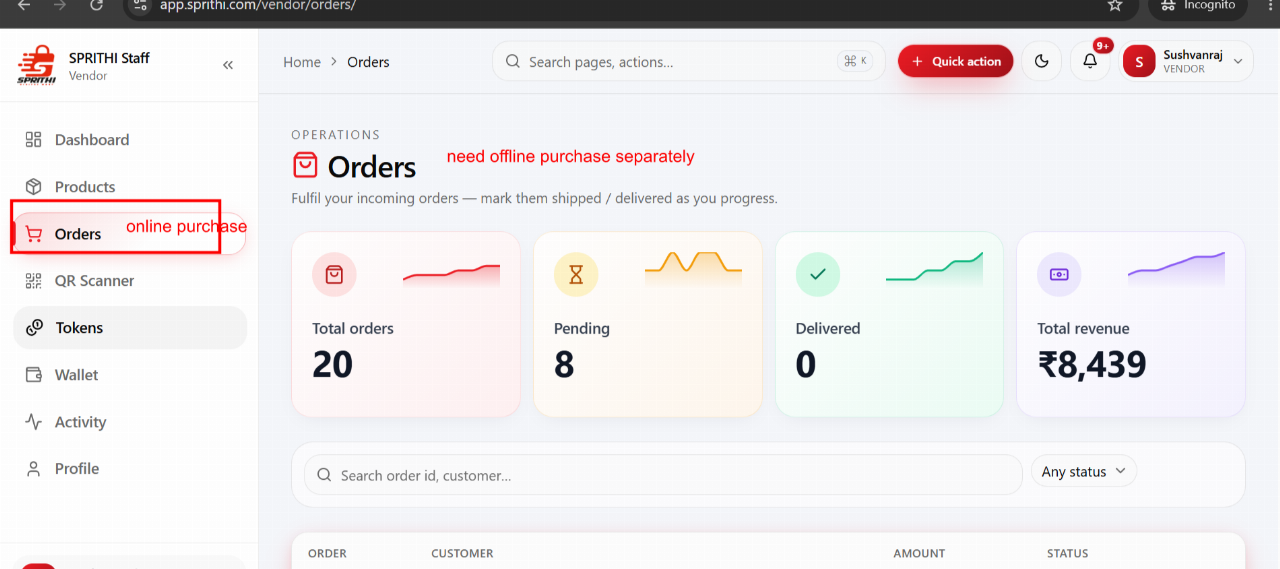 app.sprithi.com/vendor/orders/
Incognito
SPRITHI
SPRITHI Staff
Vendor
Home > Orders
Search pages, actions...
⌘ K
+ Quick action
9+
S
Sushvanraj
VENDOR
Dashboard
Products
Orders
online purchase
QR Scanner
Tokens
Wallet
Activity
Profile
OPERATIONS
Orders
need offline purchase separately
Fulfil your incoming orders — mark them shipped / delivered as you progress.
Total orders
20
Pending
8
Delivered
0
Total revenue
₹8,439
Search order id, customer...
Any status
ORDER CUSTOMER AMOUNT STATUS